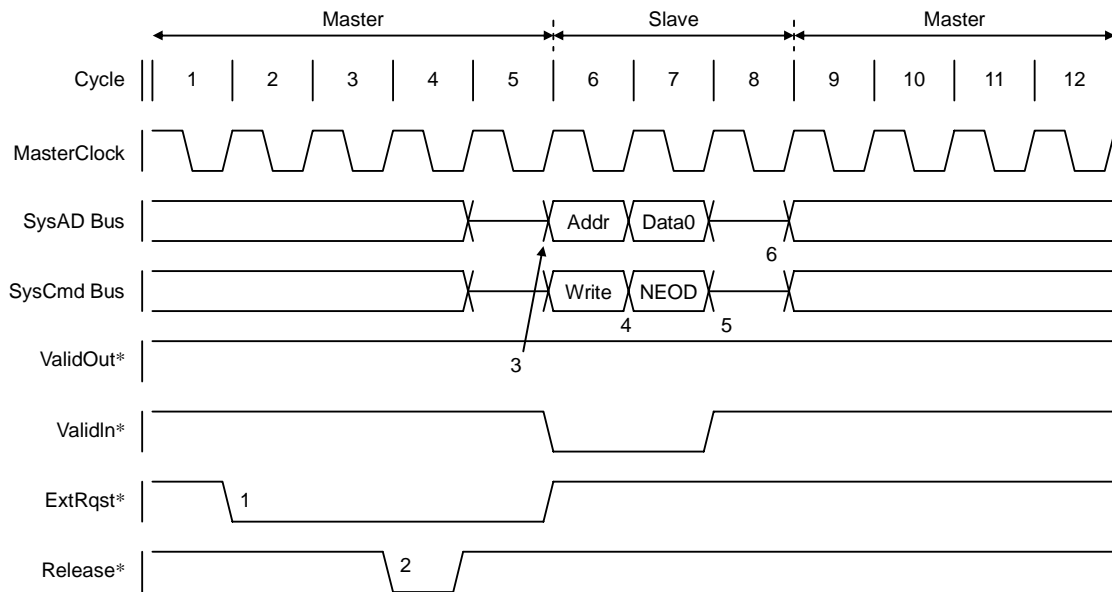 Master Slave Master
Cycle 1 2 3 4 5 6 7 8 9 10 11 12
MasterClock
SysAD Bus Addr Data0
6
SysCmd Bus Write NEOD
4 5
ValidOut*
3
ValidIn*
ExtRqst* 1
Release* 2